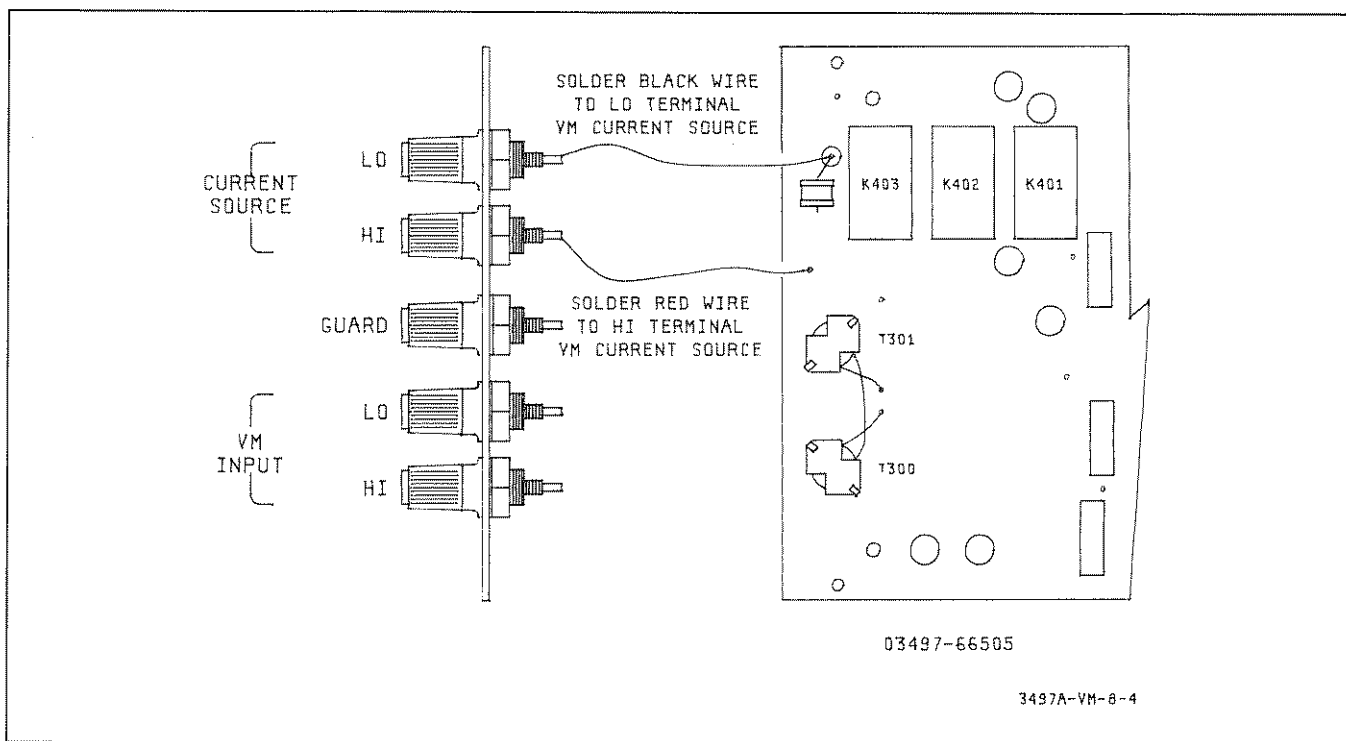 SOLDER BLACK WIRE
TO LO TERMINAL
VM CURRENT SOURCE
CURRENT
SOURCE
LO
HI
K403
K402
K401
GUARD
SOLDER RED WIRE
TO HI TERMINAL
VM CURRENT SOURCE
T301
VM
INPUT
LO
HI
T300
03497-66505
3497A-VM-8-4